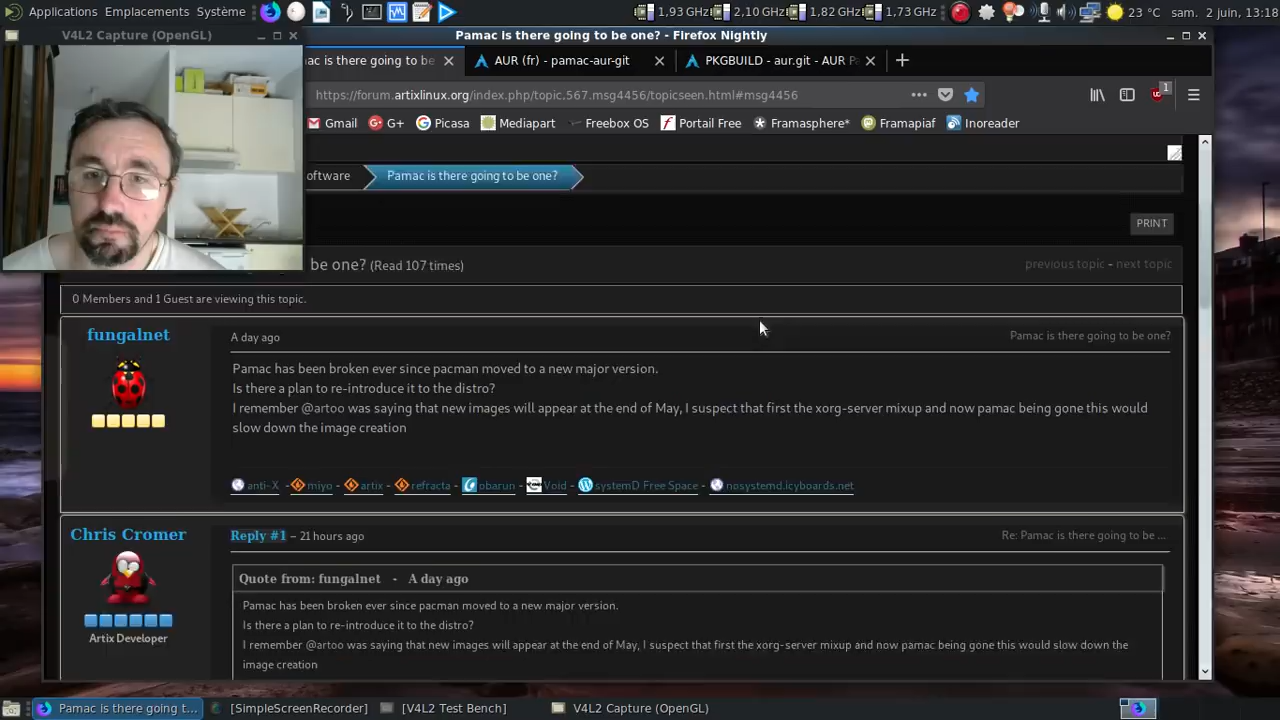 Applications Emplacements Système
1,93 GHz 2,10 GHz 1,82 GHz 1,73 GHz 23 °C sam. 2 juin, 13:18
V4L2 Capture (OpenGL)
Pamac is there going to be one? - Firefox Nightly
ac is there going to be
AUR (fr) - pamac-aur-git
PKGBUILD - aur.git - AUR Pa
https://forum.artixlinux.org/index.php/topic,567.msg4456/topicseen.html#msg4456
1
Gmail G+ Picasa Mediapart Freebox OS Portail Free Framasphere* Framapiaf Inoreader
oftware Pamac is there going to be one?
PRINT
be one? (Read 107 times)
previous topic - next topic
0 Members and 1 Guest are viewing this topic.
fungalnet
A day ago
Pamac is there going to be one?
Pamac has been broken ever since pacman moved to a new major version.
Is there a plan to re-introduce it to the distro?
I remember @artoo was saying that new images will appear at the end of May, I suspect that first the xorg-server mixup and now pamac being gone this would
slow down the image creation
anti-X - miyo - artix - refracta - obarun - Void - systemD Free Space - nosystemd.icyboards.net
Chris Cromer
Reply #1 – 21 hours ago
Re: Pamac is there going to be ...
Artix Developer
Quote from: fungalnet - A day ago
Pamac has been broken ever since pacman moved to a new major version.
Is there a plan to re-introduce it to the distro?
I remember @artoo was saying that new images will appear at the end of May, I suspect that first the xorg-server mixup and now pamac being gone this would slow down the
image creation
Pamac is there going t... [SimpleScreenRecorder] [V4L2 Test Bench] V4L2 Capture (OpenGL)